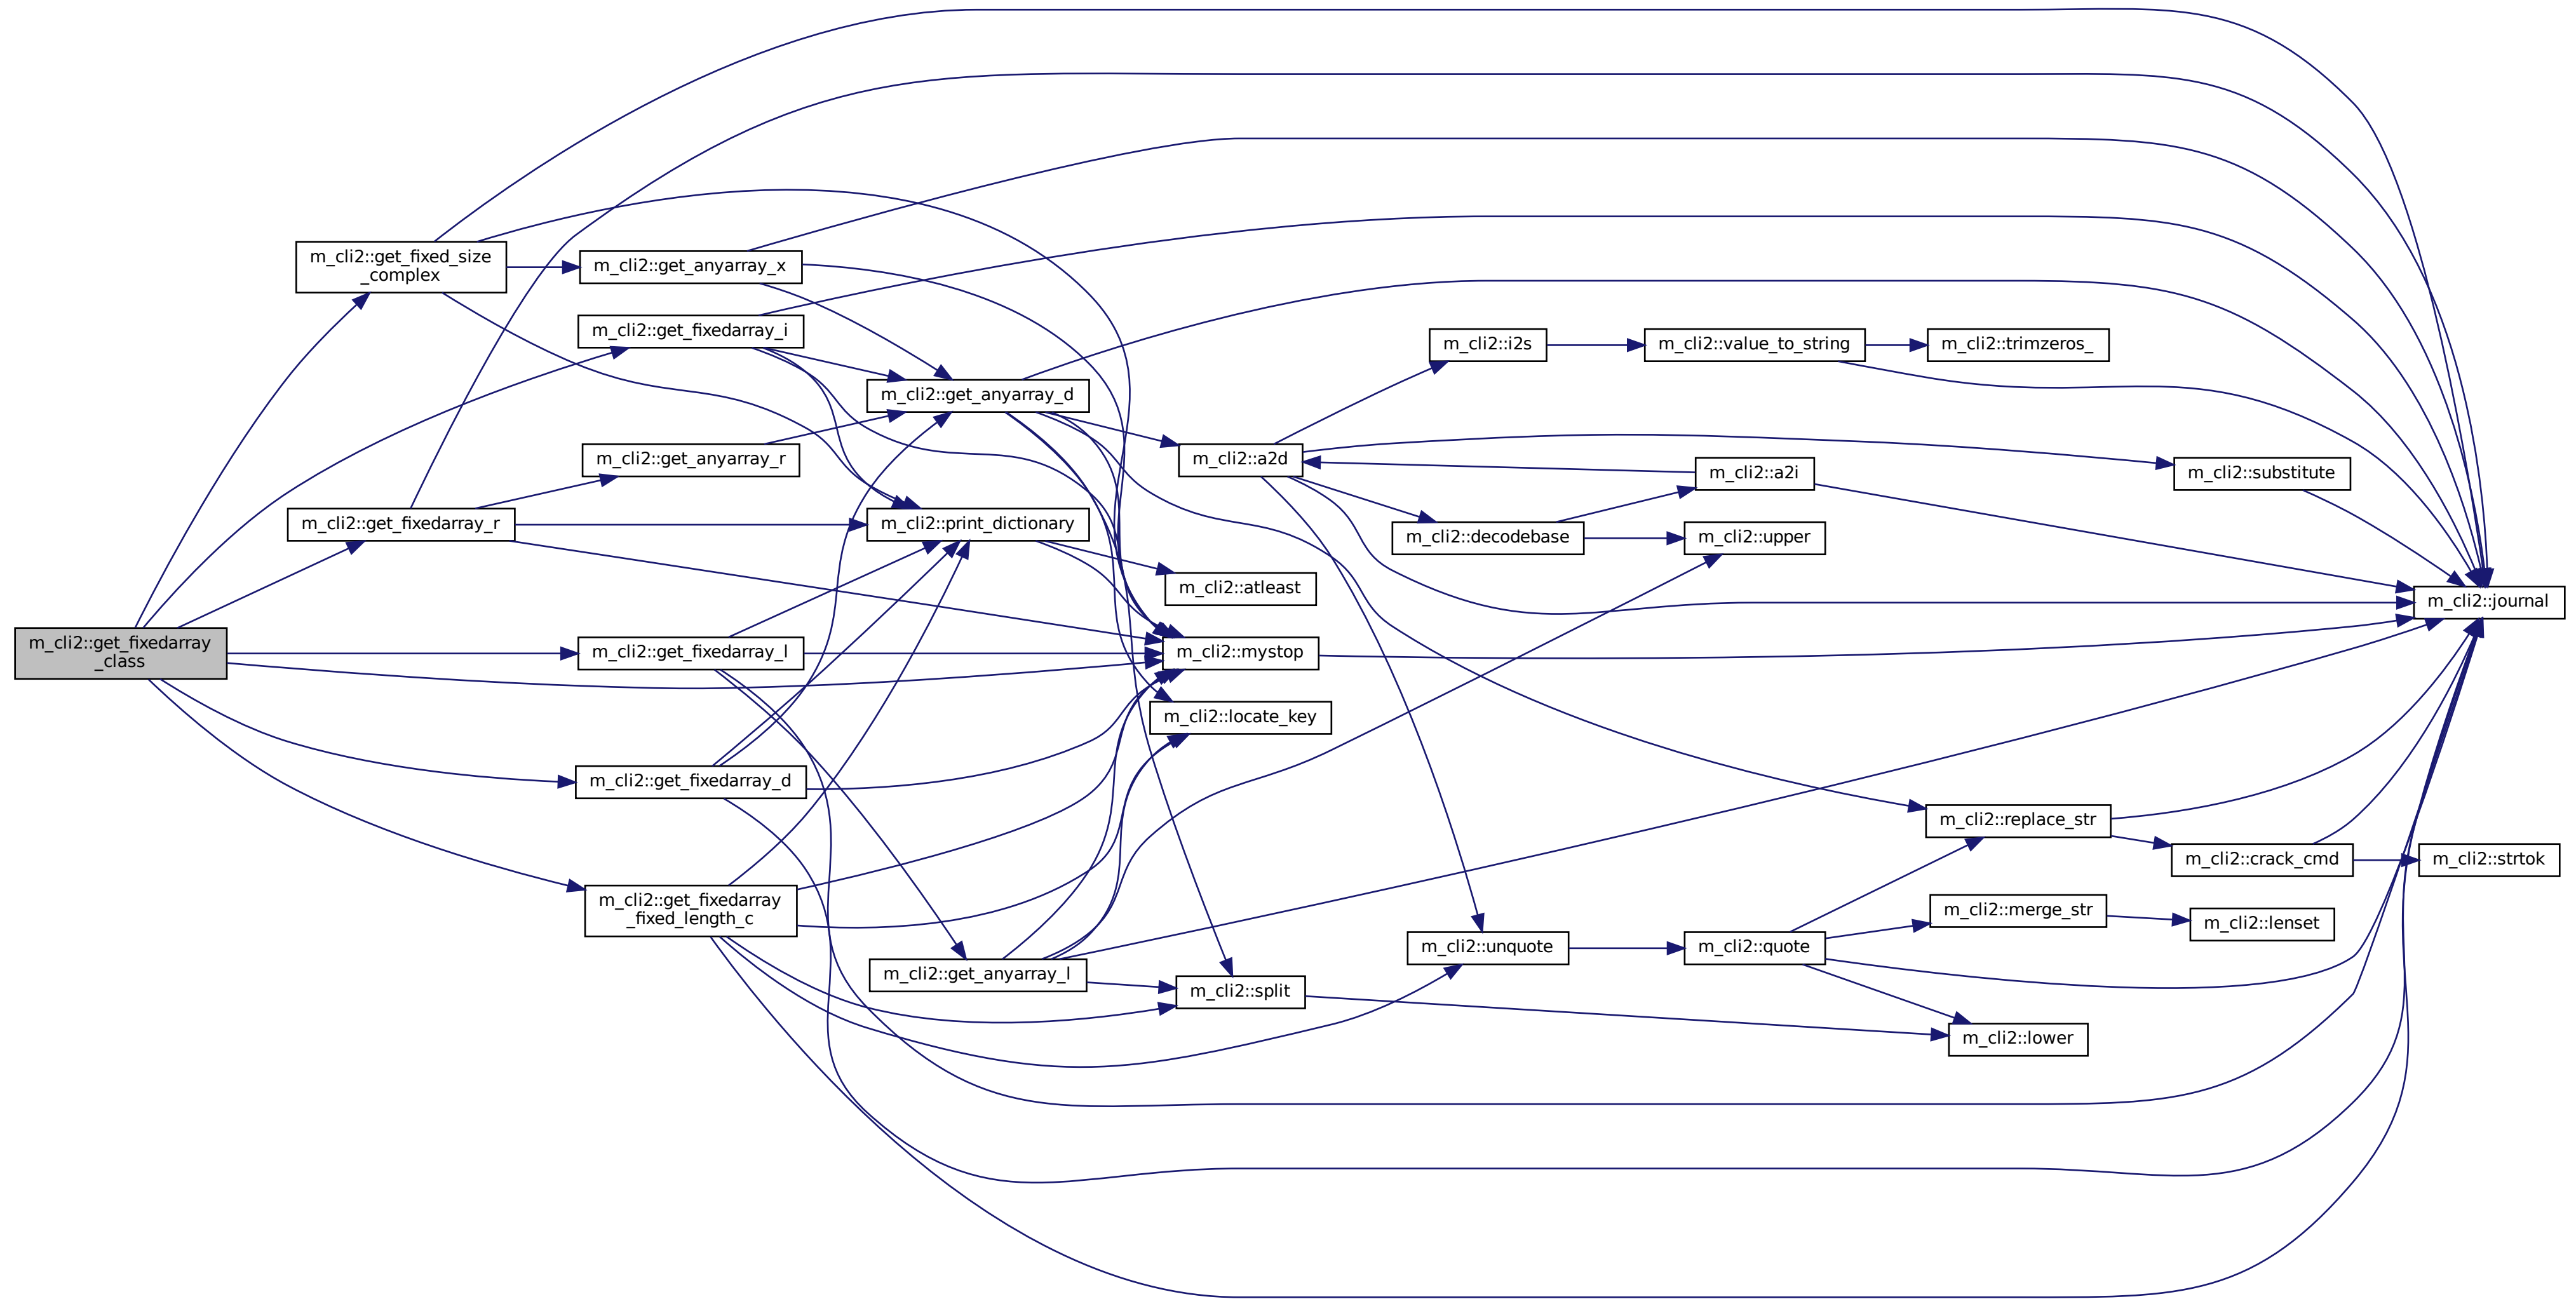 m_cli2::get_fixedarray
_class
m_cli2::get_fixed_size
_complex
m_cli2::get_fixedarray_r
m_cli2::get_anyarray_x
m_cli2::get_fixedarray_i
m_cli2::get_anyarray_r
m_cli2::get_fixedarray_l
m_cli2::get_fixedarray_d
m_cli2::get_fixedarray
_fixed_length_c
m_cli2::get_anyarray_d
m_cli2::print_dictionary
m_cli2::get_anyarray_l
m_cli2::a2d
m_cli2::atleast
m_cli2::mystop
m_cli2::locate_key
m_cli2::split
m_cli2::i2s
m_cli2::decodebase
m_cli2::unquote
m_cli2::value_to_string
m_cli2::a2i
m_cli2::upper
m_cli2::quote
m_cli2::trimzeros_
m_cli2::replace_str
m_cli2::merge_str
m_cli2::lower
m_cli2::substitute
m_cli2::crack_cmd
m_cli2::lenset
m_cli2::journal
m_cli2::strtok